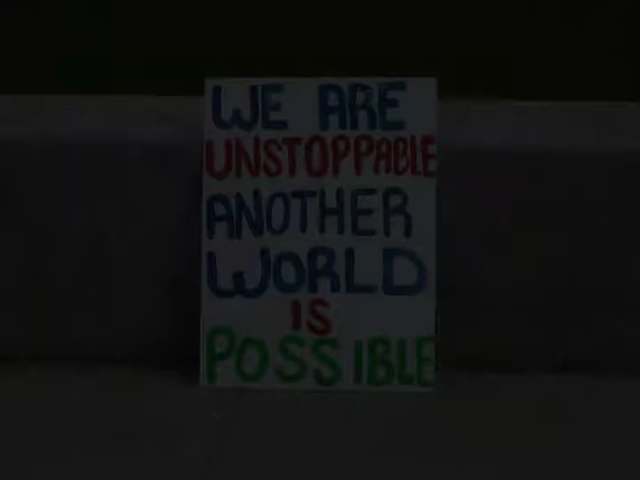 WE ARE
UNSTOPPABLE
ANOTHER
WORLD
IS
POSSIBLE